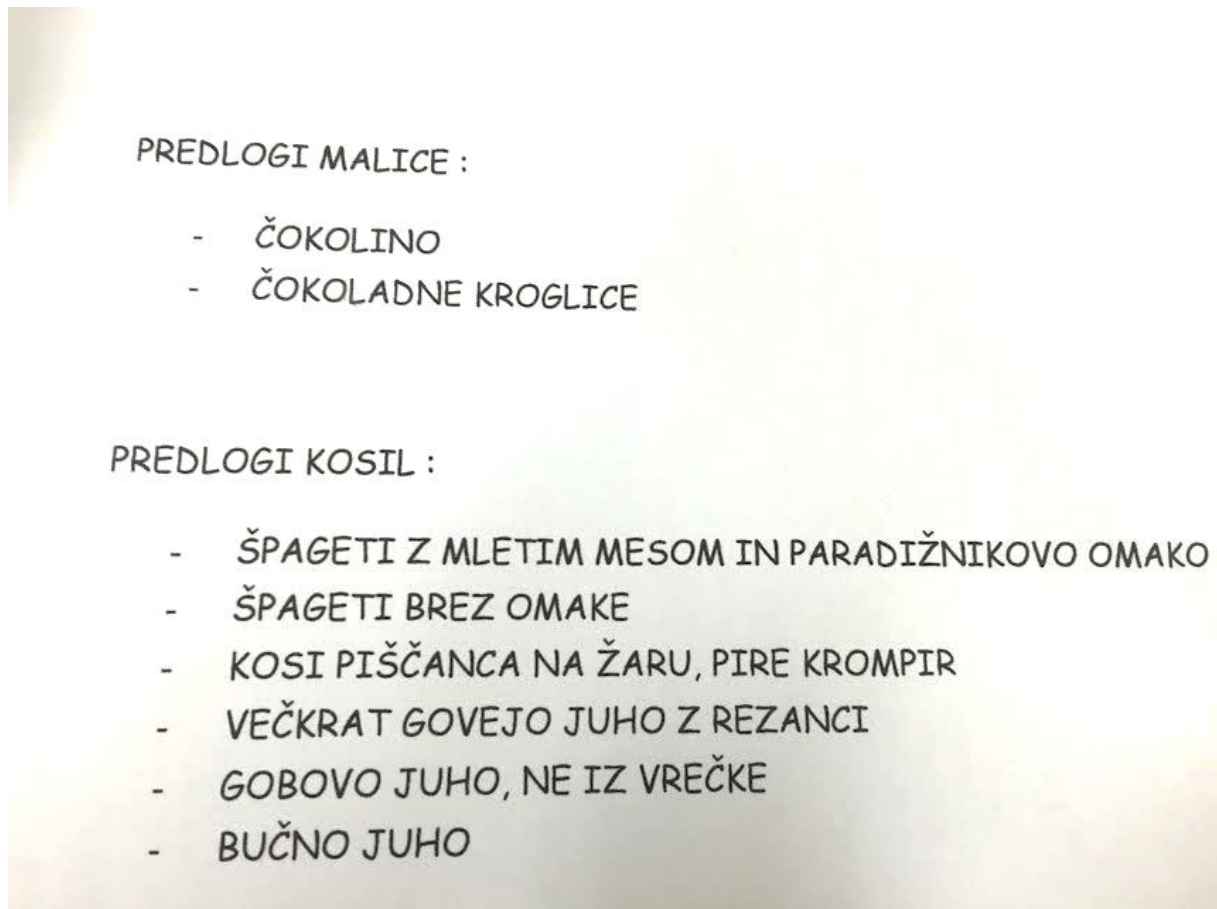 PREDLOGI MALICE :
- ČOKOLINO
- ČOKOLADNE KROGLICE
PREDLOGI KOSIL :
- ŠPAGETI Z MLETIM MESOM IN PARADIŽNIKOVO OMAKO
- ŠPAGETI BREZ OMAKE
- KOSI PIŠČANCA NA ŽARU, PIRE KROMPIR
- VEČKRAT GOVEJO JUHO Z REZANCI
- GOBOVO JUHO, NE IZ VREČKE
- BUČNO JUHO